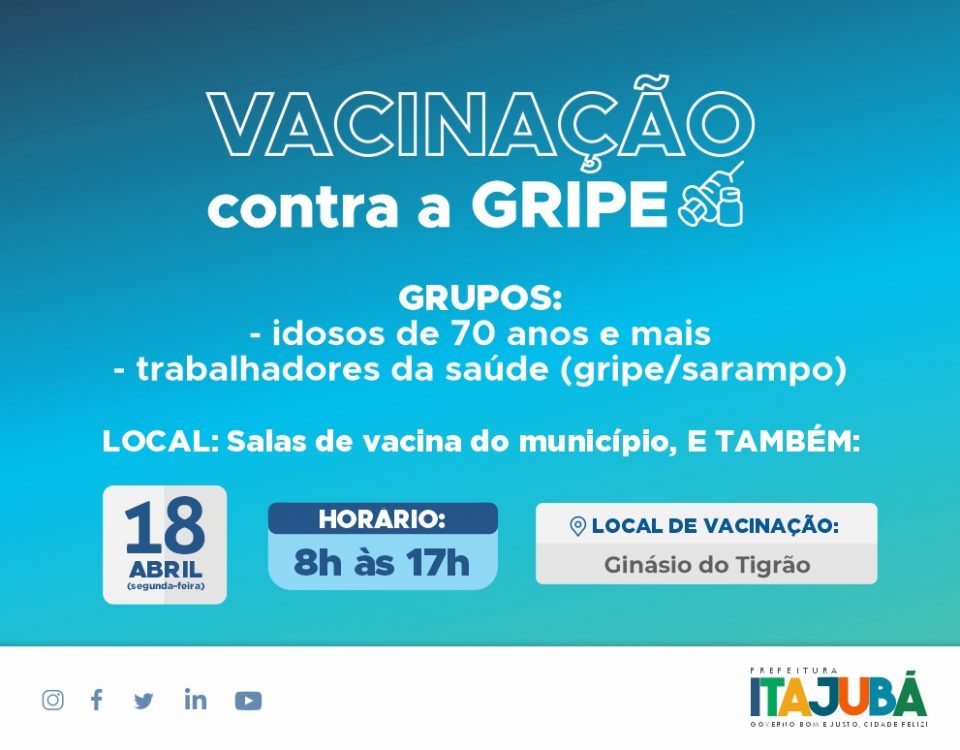 VACINAÇÃO
contra a GRIPE
GRUPOS:
- idosos de 70 anos e mais
- trabalhadores da saúde (gripe/sarampo)
LOCAL: Salas de vacina do município, E TAMBÉM:
18
ABRIL
(segunda-feira)
HORÁRIO:
8h às 17h
LOCAL DE VACINAÇÃO:
Ginásio do Tigrão
PREFEITURA
ITAJUBÁ
GOVERNO BOM E JUSTO, CIDADE FELIZ!